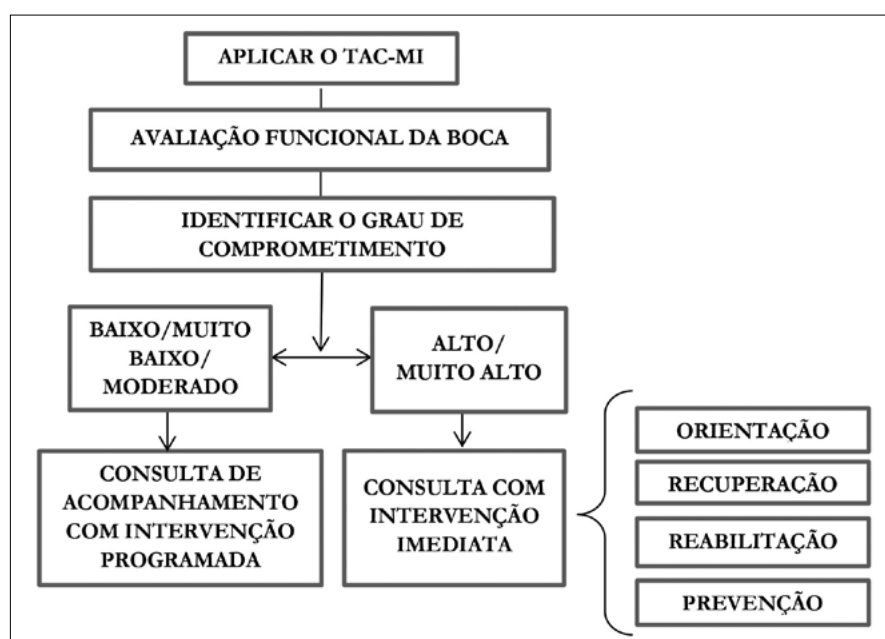 APLICAR O TAC-MI
AVALIAÇÃO FUNCIONAL DA BOCA
IDENTIFICAR O GRAU DE
COMPROMETIMENTO
BAIXO/MUITO
BAIXO/
MODERADO
ALTO/
MUITO ALTO
CONSULTA DE
ACOMPANHAMENTO
COM INTERVENÇÃO
PROGRAMADA
CONSULTA COM
INTERVENÇÃO
IMEDIATA
ORIENTAÇÃO
RECUPERAÇÃO
REABILITAÇÃO
PREVENÇÃO